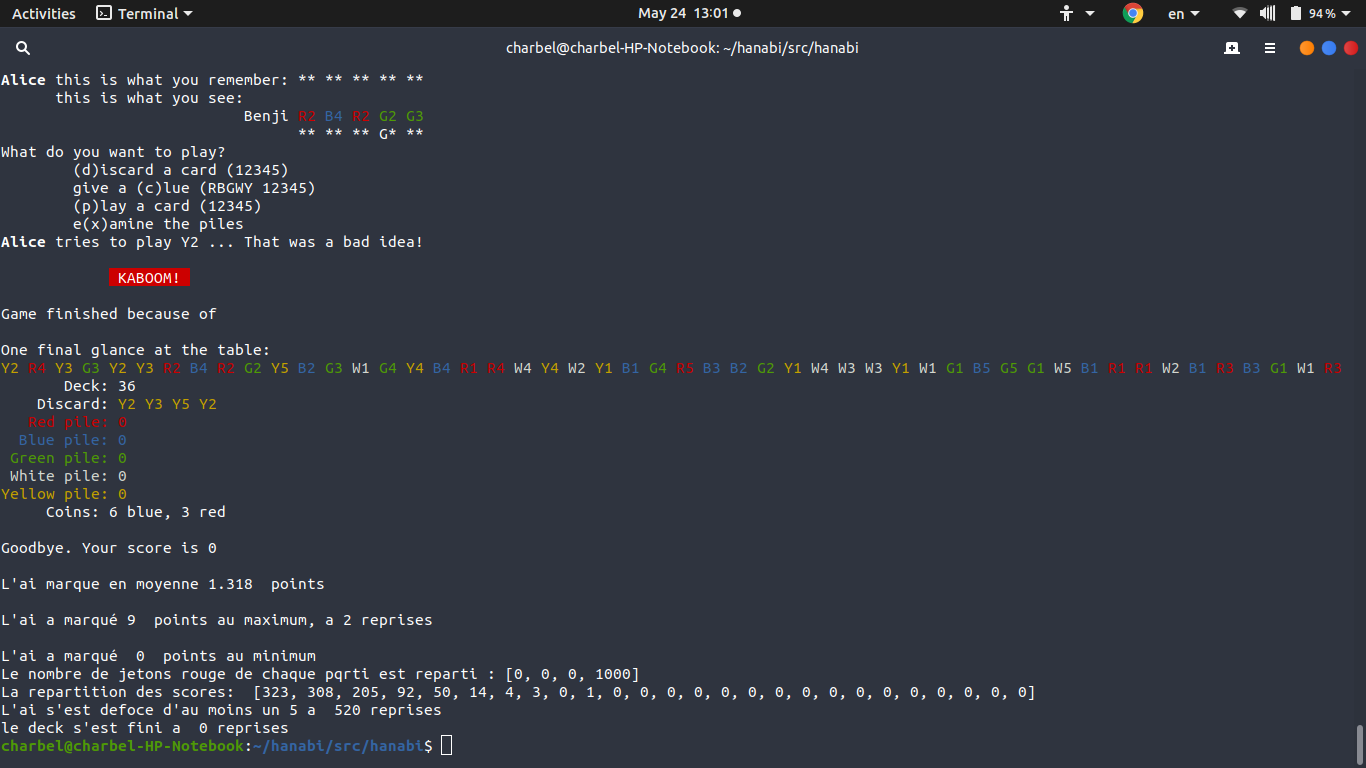 Activities Terminal May 24 13:01 en 94%
charbel@charbel-HP-Notebook: ~/hanabi/src/hanabi
Alice this is what you remember: ** ** ** ** **
this is what you see:
Benji R2 B4 R2 G2 G3
** ** ** G* **
What do you want to play?
(d)iscard a card (12345)
give a (c)lue (RBGWY 12345)
(p)lay a card (12345)
e(x)amine the piles
Alice tries to play Y2 ... That was a bad idea!
KABOOM!
Game finished because of
One final glance at the table:
Y2 R4 Y3 G3 Y2 Y3 R2 B4 R2 G2 Y5 B2 G3 W1 G4 Y4 B4 R1 R4 W4 Y4 W2 Y1 B1 G4 R5 B3 B2 G2 Y1 W4 W3 W3 Y1 W1 G1 B5 G5 G1 W5 B1 R1 R1 W2 B1 R3 B3 G1 W1 R3
Deck: 36
Discard: Y2 Y3 Y5 Y2
Red pile: 0
Blue pile: 0
Green pile: 0
White pile: 0
Yellow pile: 0
Coins: 6 blue, 3 red
Goodbye. Your score is 0
L'ai marque en moyenne 1.318 points
L'ai a marqué 9 points au maximum, a 2 reprises
L'ai a marqué 0 points au minimum
Le nombre de jetons rouge de chaque pqrti est reparti : [0, 0, 0, 1000]
La repartition des scores: [323, 308, 205, 92, 50, 14, 4, 3, 0, 1, 0, 0, 0, 0, 0, 0, 0, 0, 0, 0, 0, 0, 0, 0, 0, 0]
L'ai s'est defoce d'au moins un 5 a 520 reprises
le deck s'est fini a 0 reprises
charbel@charbel-HP-Notebook:~/hanabi/src/hanabi$